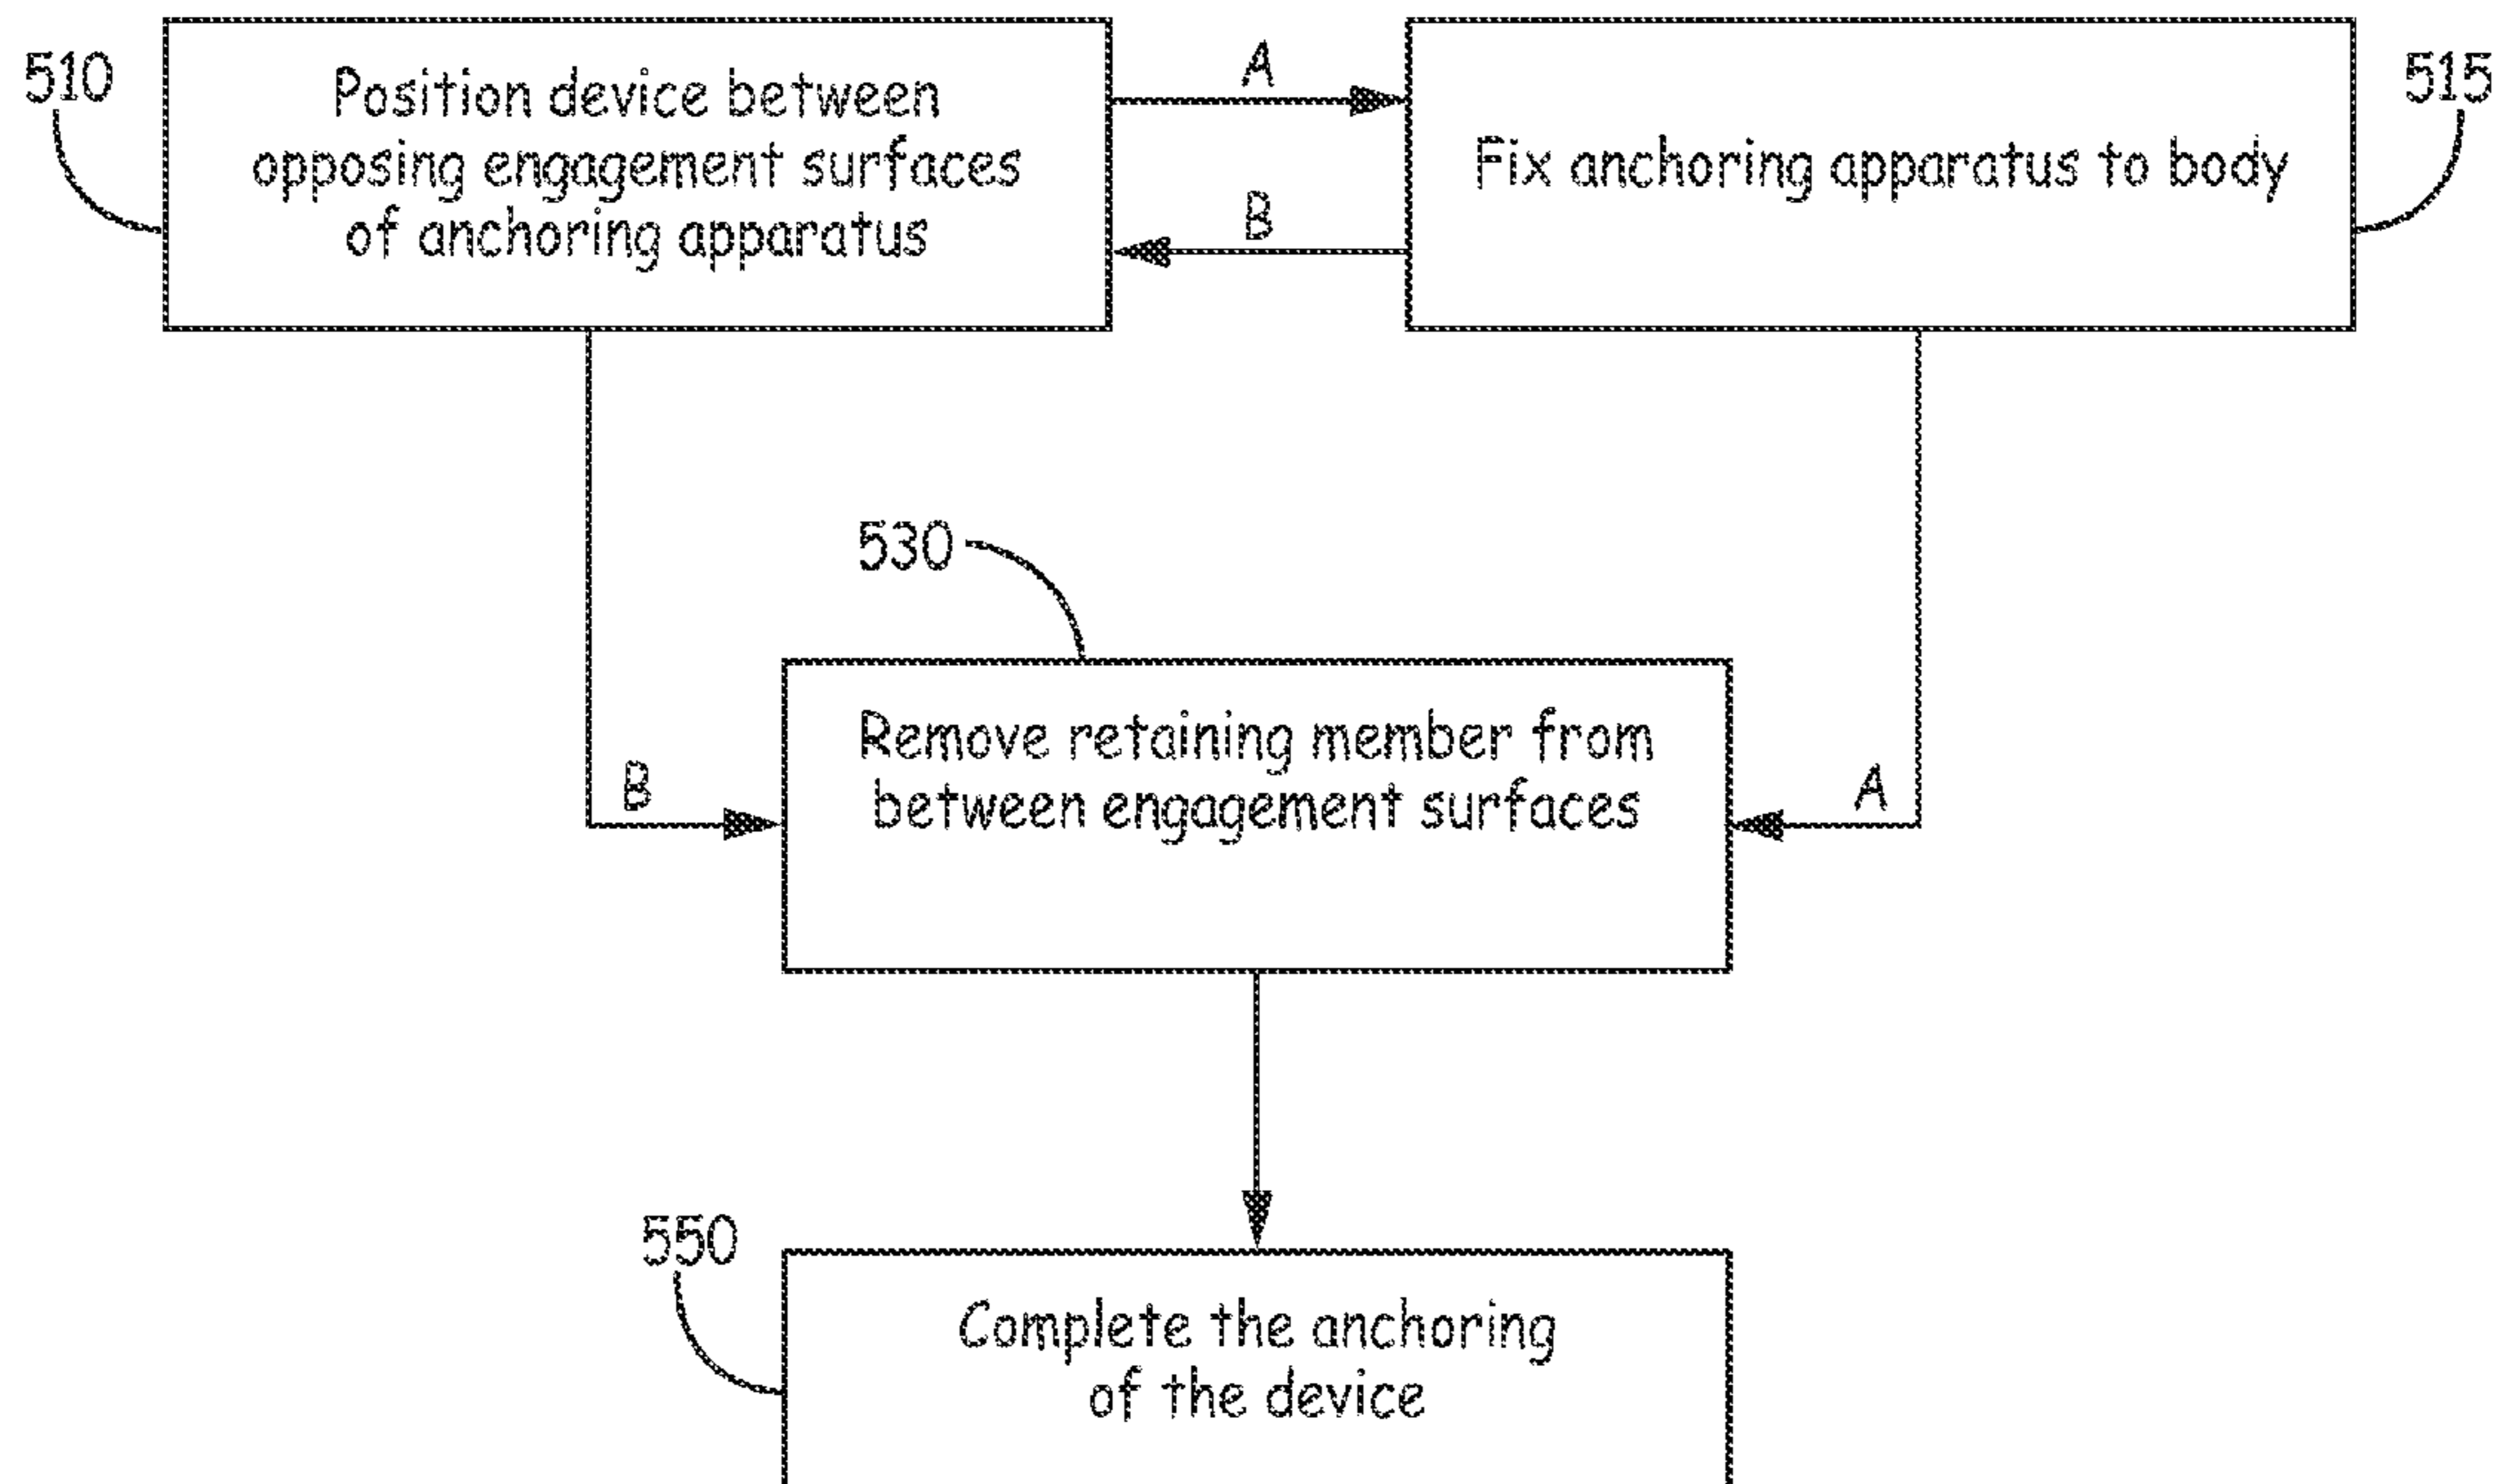 510
Position device between
opposing engagement surfaces
of anchoring apparatus
A
B
Fix anchoring apparatus to body
515
530
Remove retaining member from
between engagement surfaces
B
A
550
Complete the anchoring
of the device